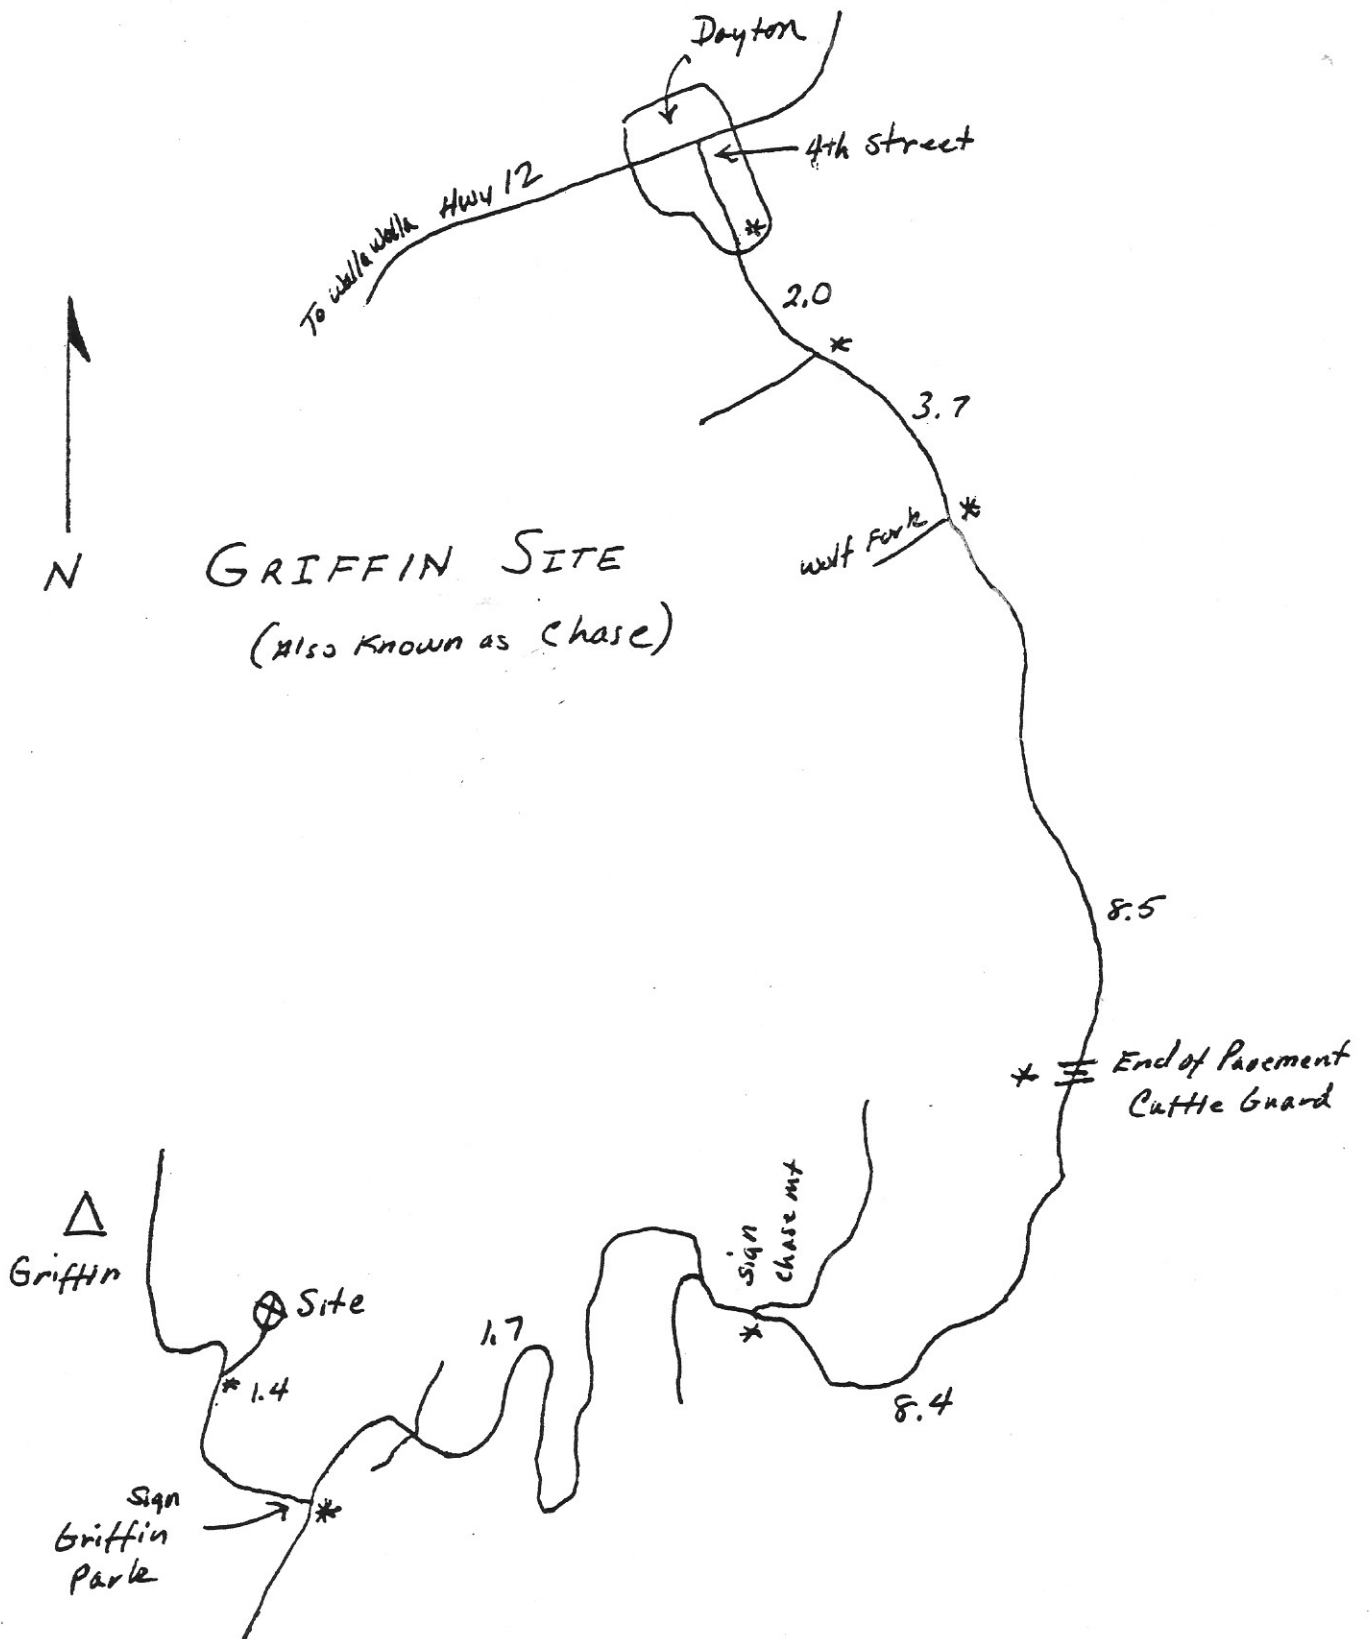 Dayton
4th Street
To Walla Walla Hwy 12
*
2.0
*
3.7
*
Wolf Fork
N
GRIFFIN SITE
(Also Known as Chase)
8.5
* End of Pavement
Cattle Guard
Sign
Chase mt
*
8.4
Griffin
Site
1.7
* 1.4
Sign
Griffin
Park
*